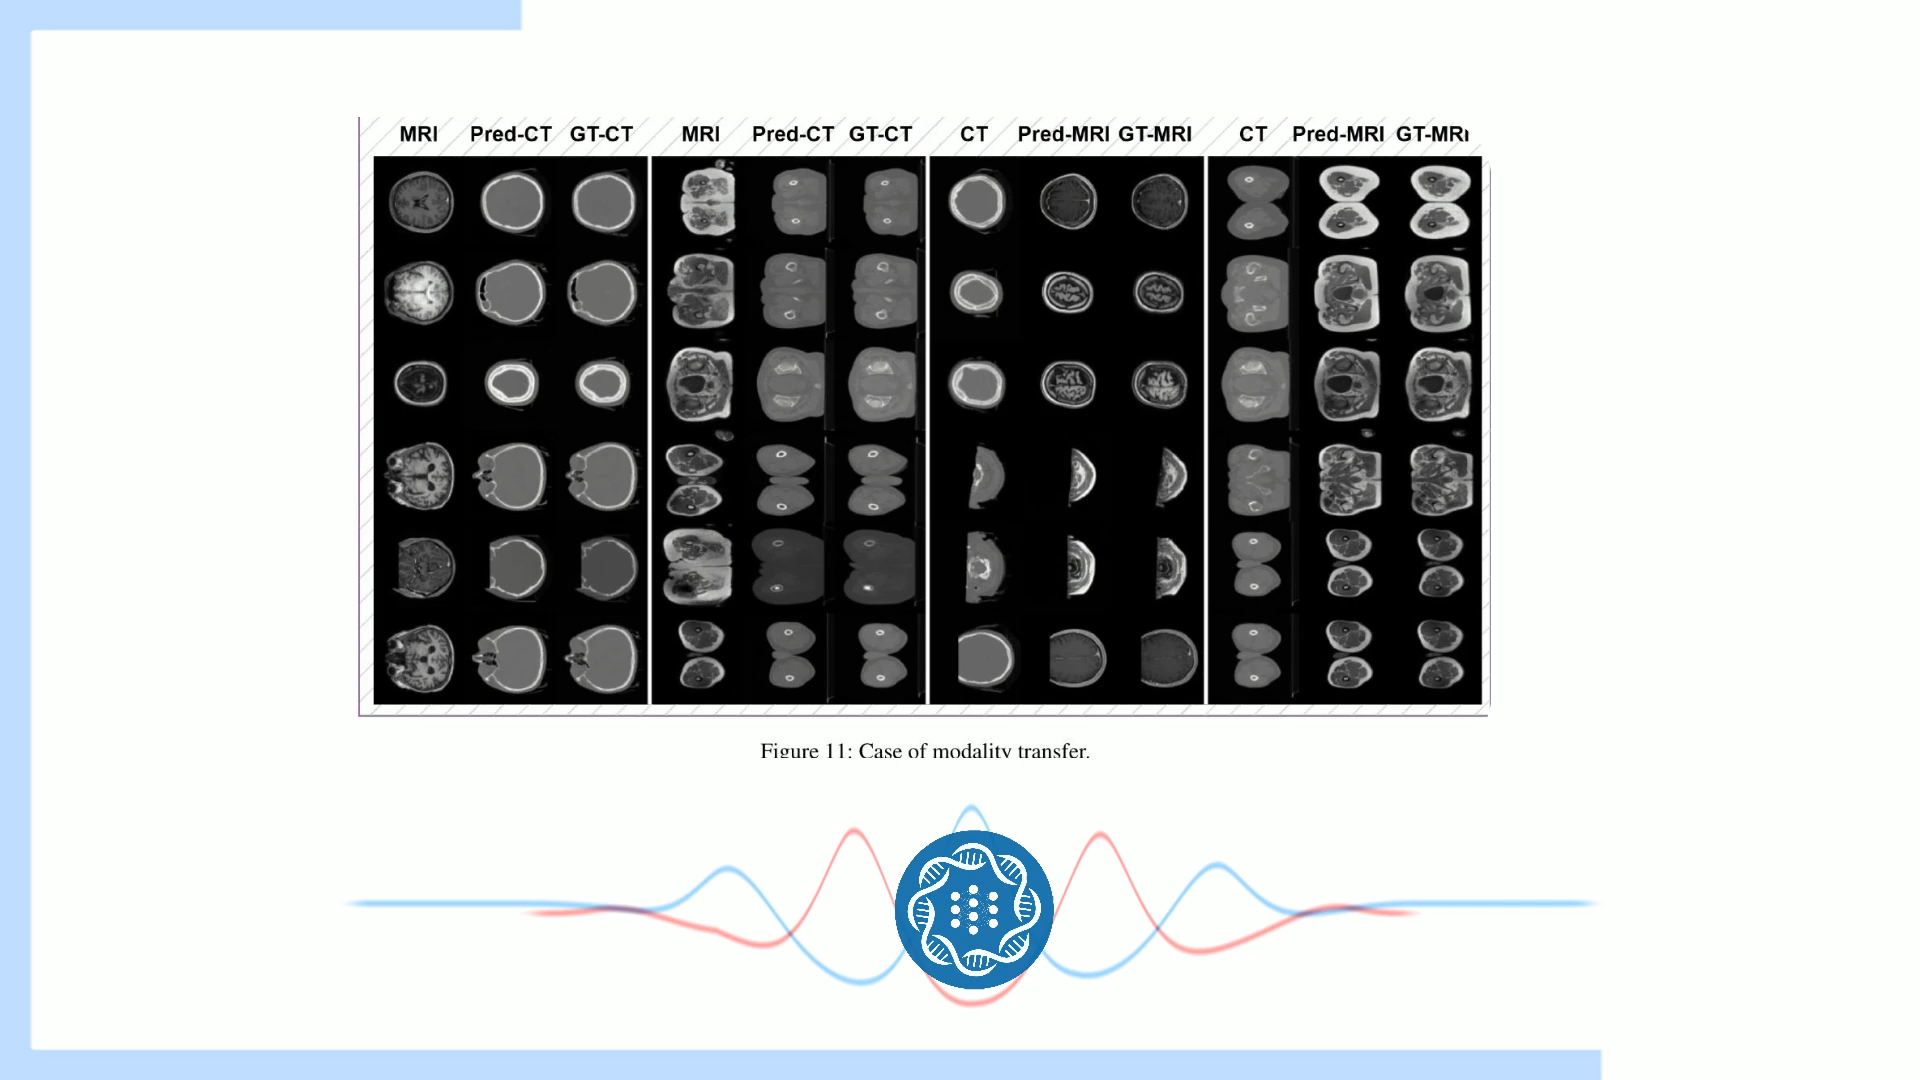 MRI Pred-CT GT-CT MRI Pred-CT GT-CT CT Pred-MRI GT-MRI CT Pred-MRI GT-MRI
Figure 11: Case of modality transfer.